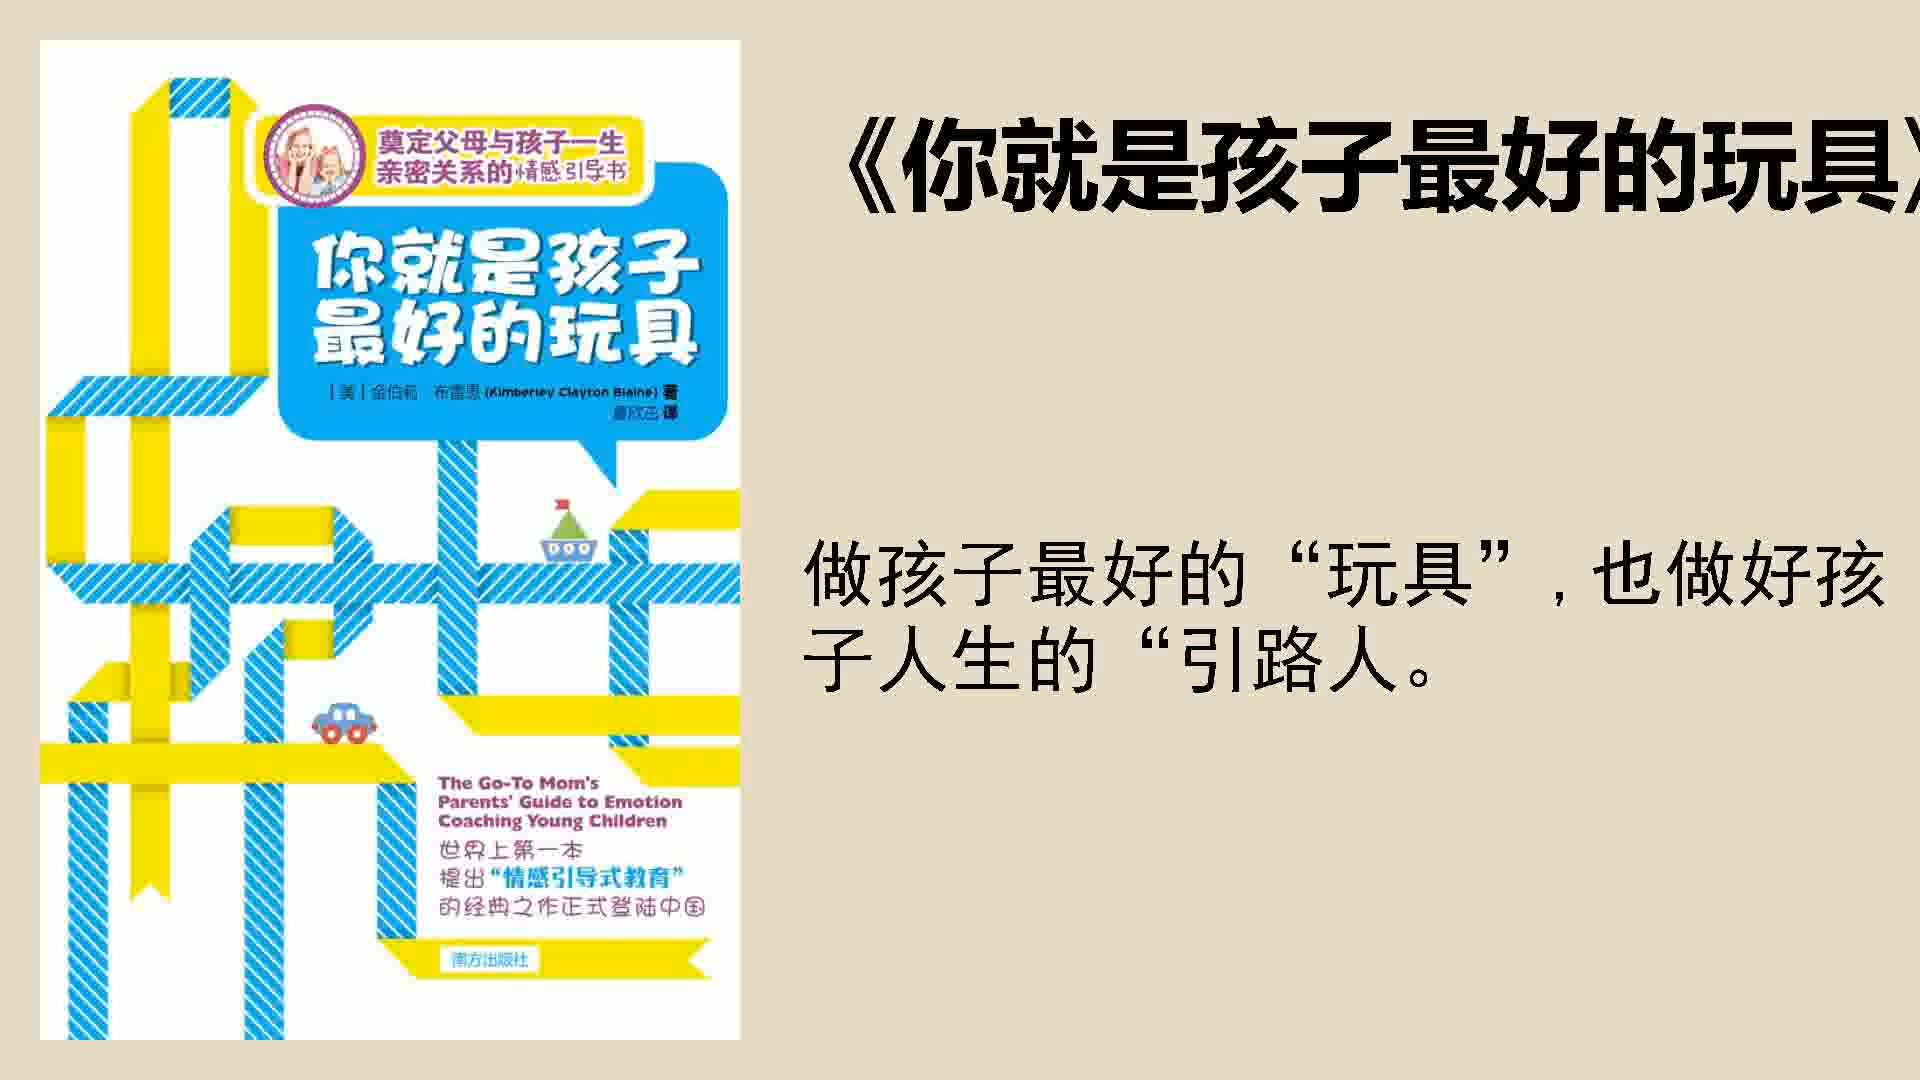 奠定父母与孩子一生
亲密关系的情感引导书
你就是孩子
最好的玩具
[美]金伯莉·布雷恩(Kimberley Clayton Blaine) 著
译
The Go-To Mom's
Parents' Guide to Emotion
Coaching Young Children
世界上第一本
提出“情感引导式教育”
的经典之作正式登陆中国
南方出版社
《你就是孩子最好的玩具》
做孩子最好的“玩具”,也做好孩
子人生的“引路人。